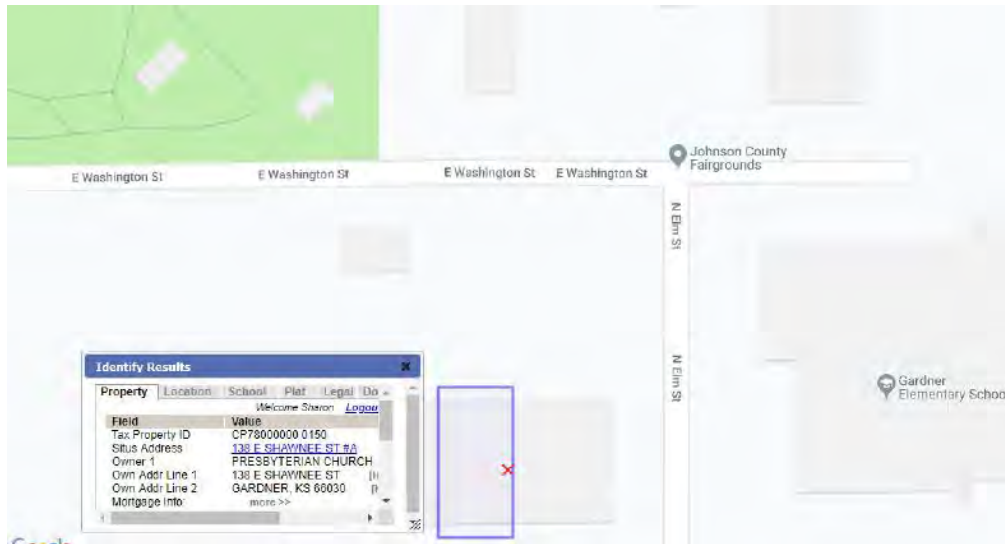 Johnson County
Fairgrounds
E Washington St
E Washington St
E Washington St
E Washington St
N Elm St
N Elm St
Gardner
Elementary Schoo
Identify Results
Property Location School Plat Legal Do
Welcome Sharon Logou
Field Value
Tax Property ID CP78000000 0150
Situs Address 138 E SHAWNEE ST #A
Owner 1 PRESBYTERIAN CHURCH
Own Addr Line 1 138 E SHAWNEE ST
Own Addr Line 2 GARDNER, KS 66030
Mortgage Info: more >>
Google